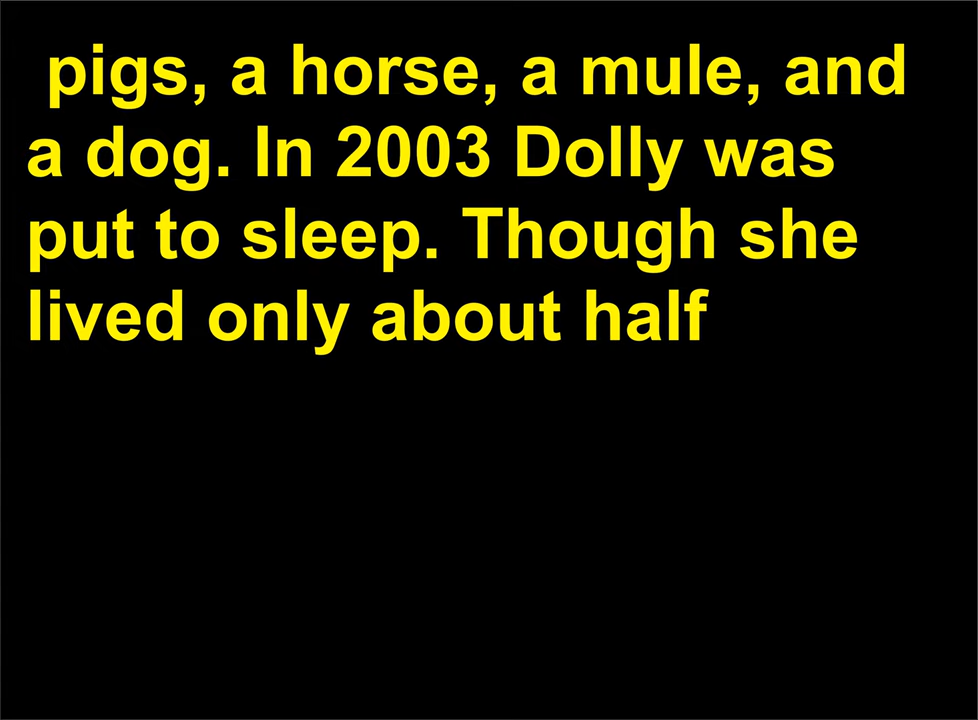 pigs, a horse, a mule, and
a dog. In 2003 Dolly was
put to sleep. Though she
lived only about half